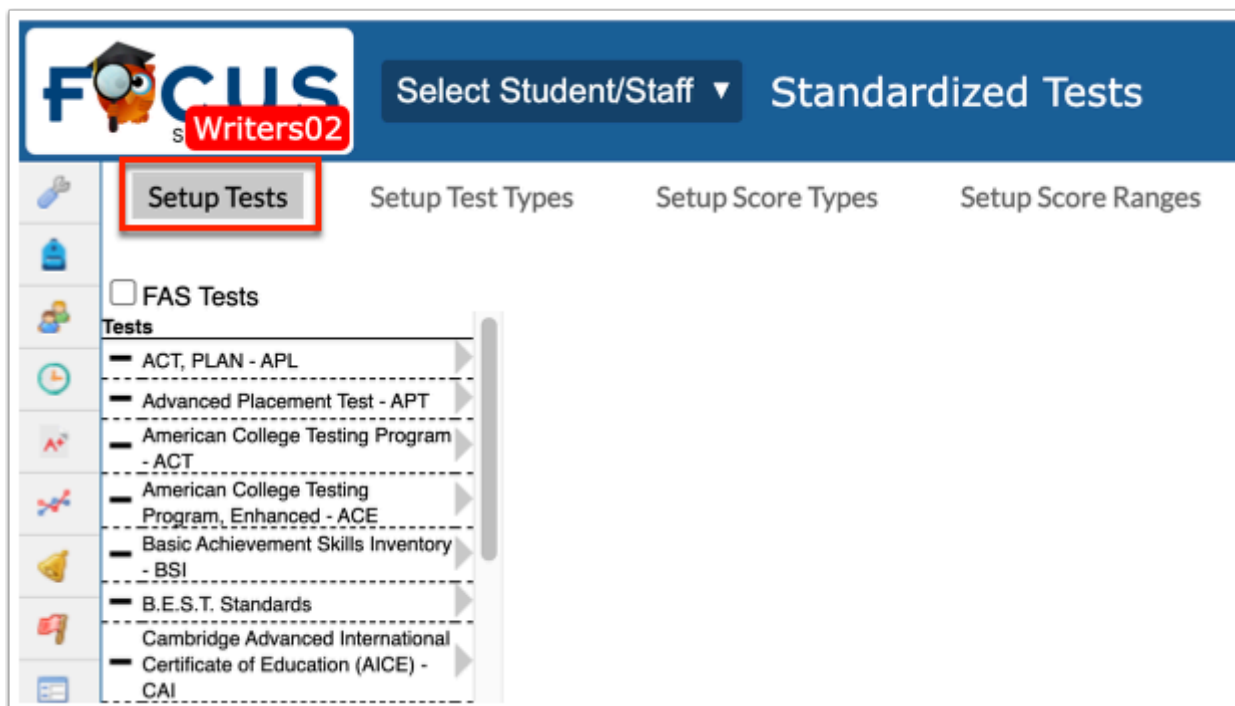 FOCUS
S
Writers02
Select Student/Staff ▼
Standardized Tests
Setup Tests
Setup Test Types
Setup Score Types
Setup Score Ranges
FAS Tests
Tests
ACT, PLAN - APL
Advanced Placement Test - APT
American College Testing Program
- ACT
American College Testing
Program, Enhanced - ACE
Basic Achievement Skills Inventory
- BSI
B.E.S.T. Standards
Cambridge Advanced International
Certificate of Education (AICE) -
CAI
A+